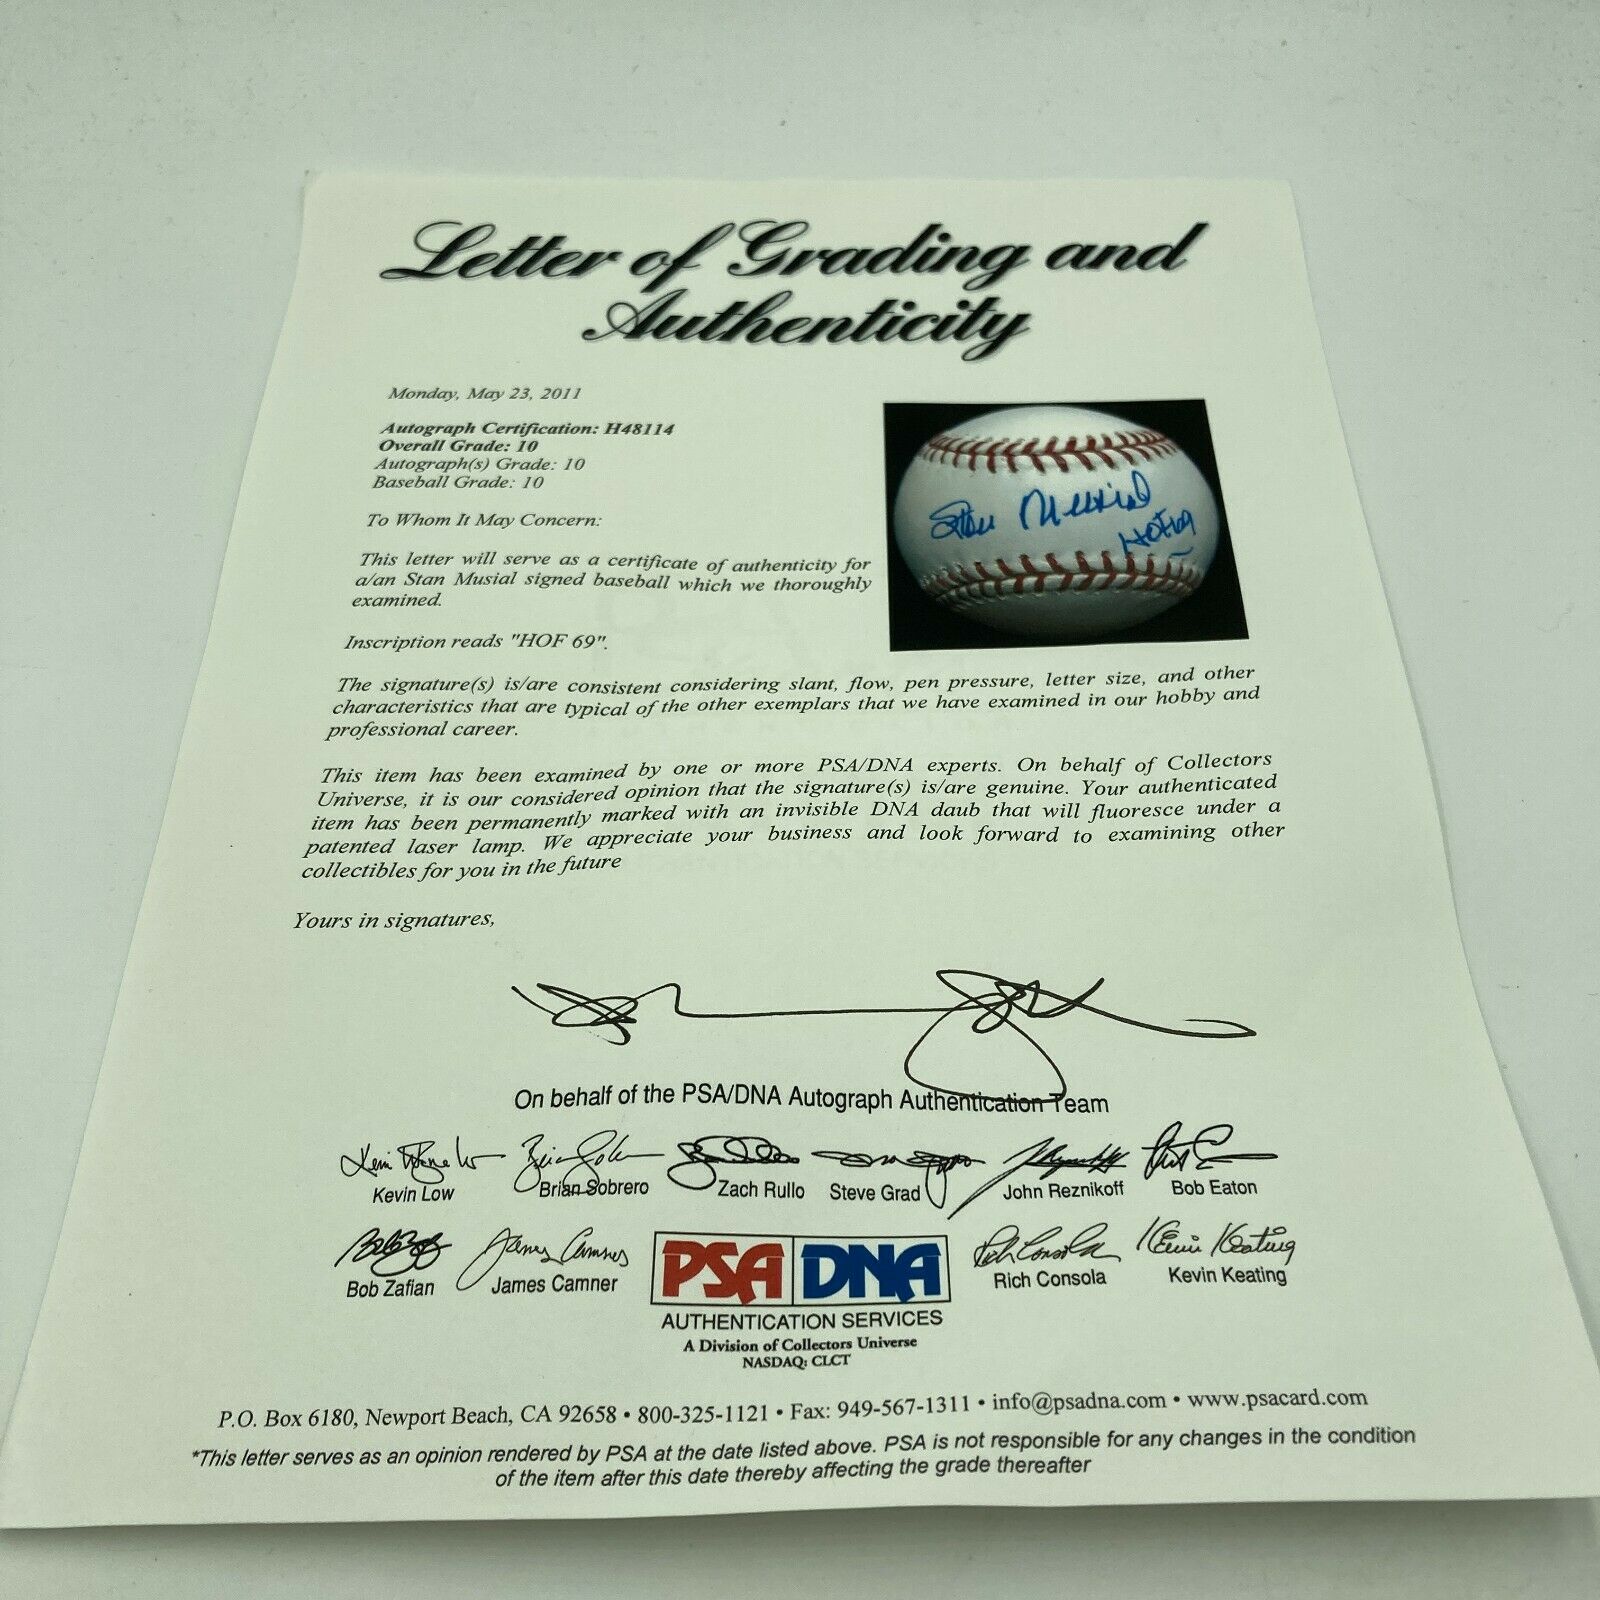 Letter of Grading and
Authenticity
Monday, May 23, 2011
Autograph Certification: H48114
Overall Grade: 10
Autograph(s) Grade: 10
Baseball Grade: 10
Stan Musial
HOF 69
To Whom It May Concern:
This letter will serve as a certificate of authenticity for
a/an Stan Musial signed baseball which we thoroughly
examined.
Inscription reads "HOF 69".
The signature(s) is/are consistent considering slant, flow, pen pressure, letter size, and other
characteristics that are typical of the other exemplars that we have examined in our hobby and
professional career.
This item has been examined by one or more PSA/DNA experts. On behalf of Collectors
Universe, it is our considered opinion that the signature(s) is/are genuine. Your authenticated
item has been permanently marked with an invisible DNA daub that will fluoresce under a
patented laser lamp. We appreciate your business and look forward to examining other
collectibles for you in the future
Yours in signatures,
On behalf of the PSA/DNA Autograph Authentication Team
Kevin Low Brian Sobrero Zach Rullo Steve Grad John Reznikoff Bob Eaton
James Camner Rich Consola Kevin Keating
Bob Zafian James Camner Rich Consola Kevin Keating
PSA DNA
AUTHENTICATION SERVICES
A Division of Collectors Universe
NASDAQ: CLCT
P.O. Box 6180, Newport Beach, CA 92658 • 800-325-1121 • Fax: 949-567-1311 • info@psadna.com • www.psacard.com
*This letter serves as an opinion rendered by PSA at the date listed above. PSA is not responsible for any changes in the condition
of the item after this date thereby affecting the grade thereafter